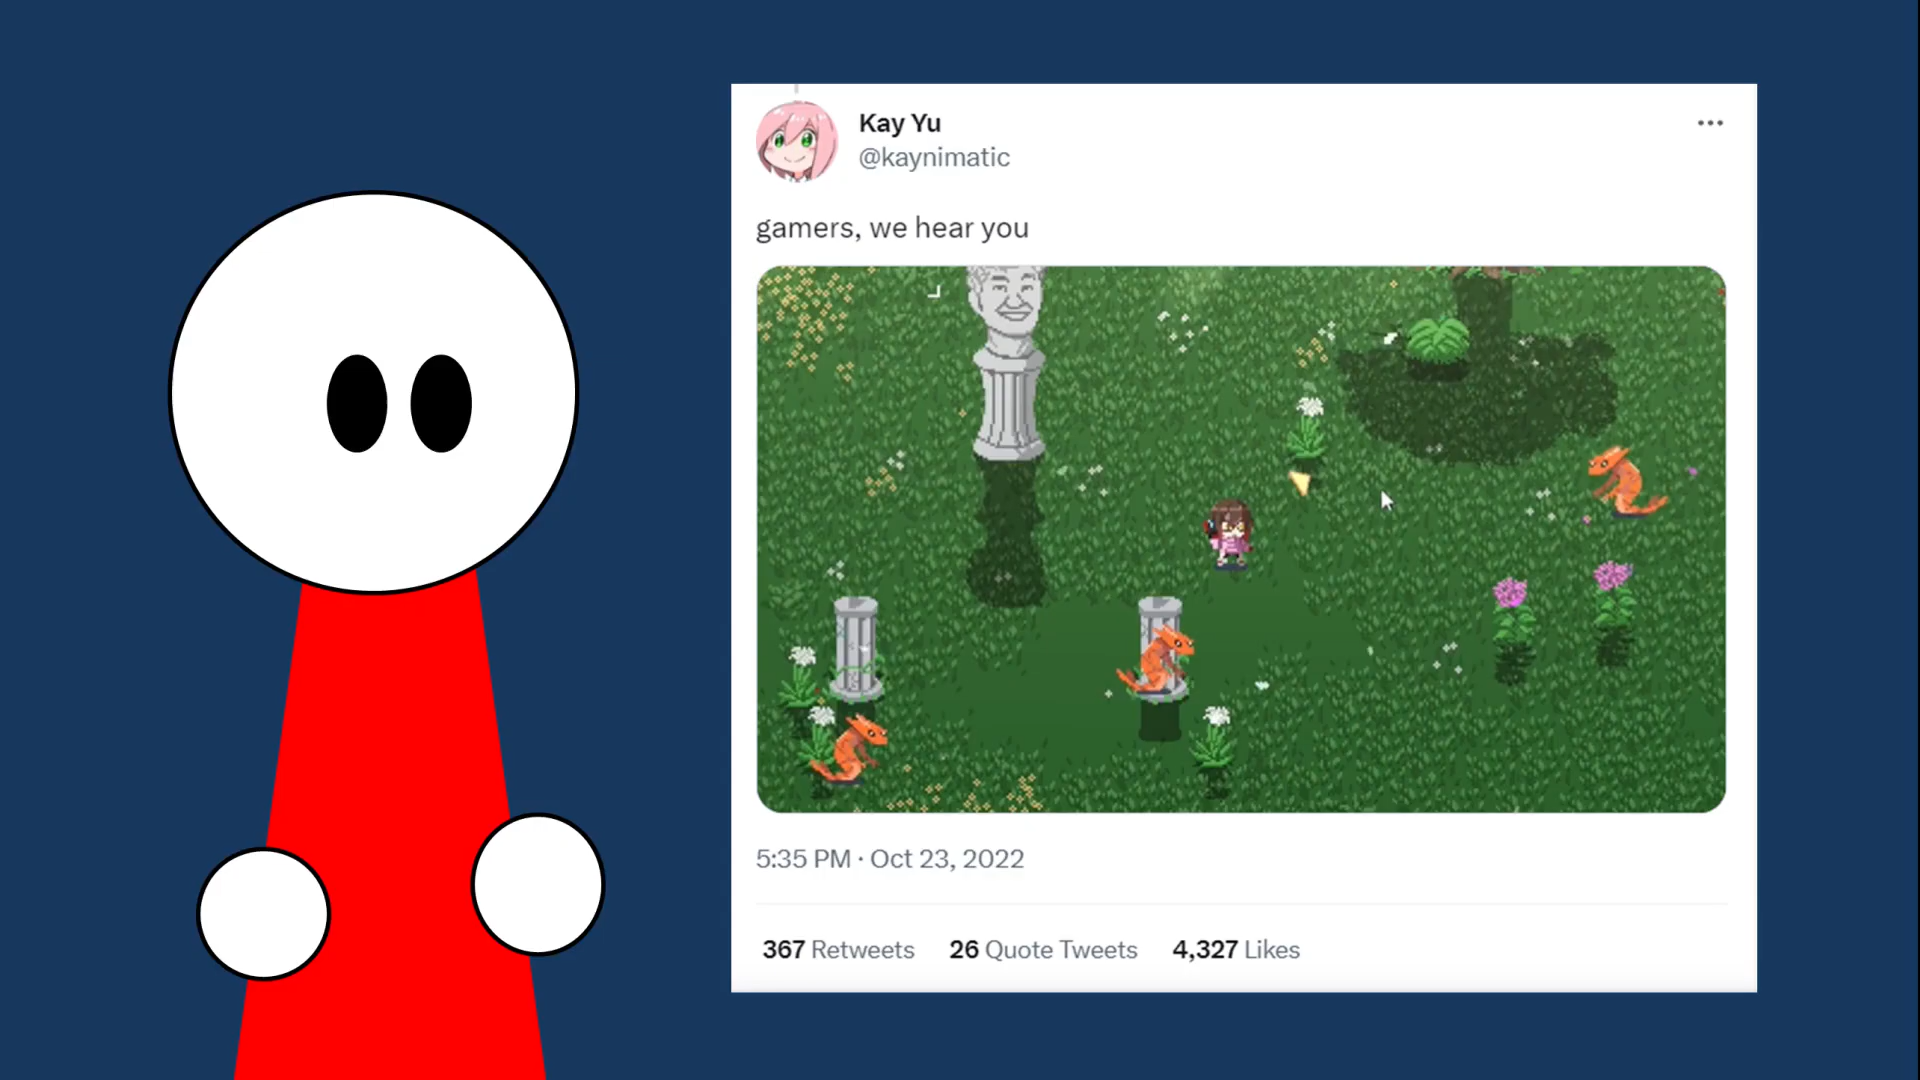 Kay Yu
@kaynimatic
gamers, we hear you
5:35 PM · Oct 23, 2022
367 Retweets 26 Quote Tweets 4,327 Likes